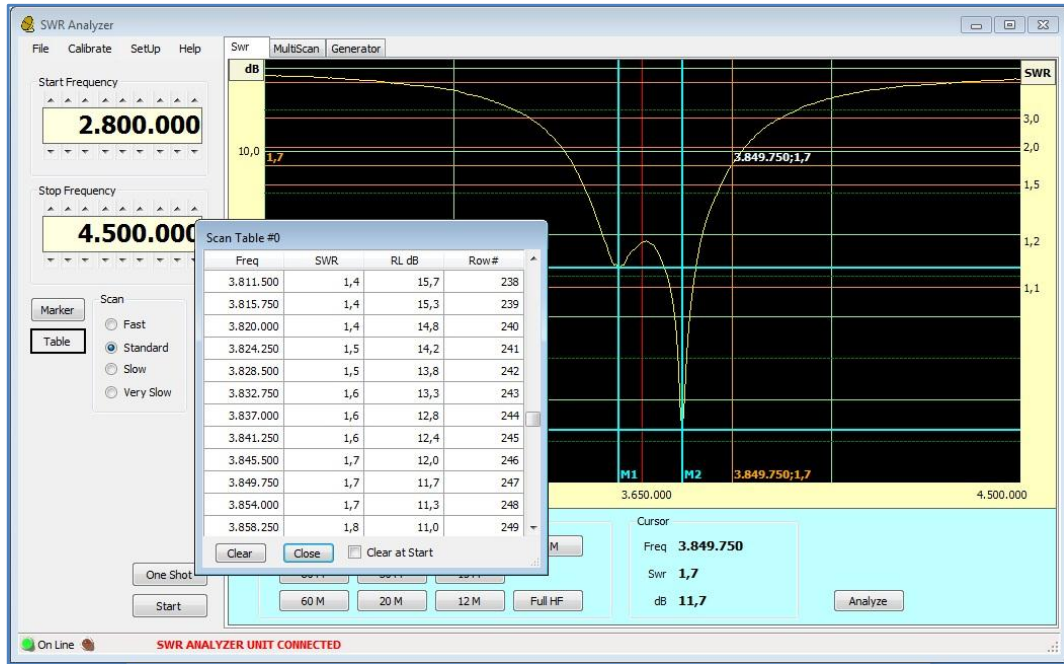 SWR Analyzer
File Calibrate SetUp Help
Swr MultiScan Generator
Start Frequency
2.800.000
Stop Frequency
4.500.000
Marker
Table
Scan
Fast
Standard
Slow
Very Slow
One Shot
Start
dB
10,0
1,7
3.849.750;1,7
SWR
3,0
2,0
1,5
1,2
1,1
M1 M2 3.849.750;1,7
3.650.000 4.500.000
Scan Table #0
Freq SWR RL dB Row#
3.811.500 1,4 15,7 238
3.815.750 1,4 15,3 239
3.820.000 1,4 14,8 240
3.824.250 1,5 14,2 241
3.828.500 1,5 13,8 242
3.832.750 1,6 13,3 243
3.837.000 1,6 12,8 244
3.841.250 1,6 12,4 245
3.845.500 1,7 12,0 246
3.849.750 1,7 11,7 247
3.854.000 1,7 11,3 248
3.858.250 1,8 11,0 249
Clear Close Clear at Start
M
60 M 20 M 12 M Full HF
Cursor
Freq 3.849.750
Swr 1,7
dB 11,7
Analyze
On Line SWR ANALYZER UNIT CONNECTED